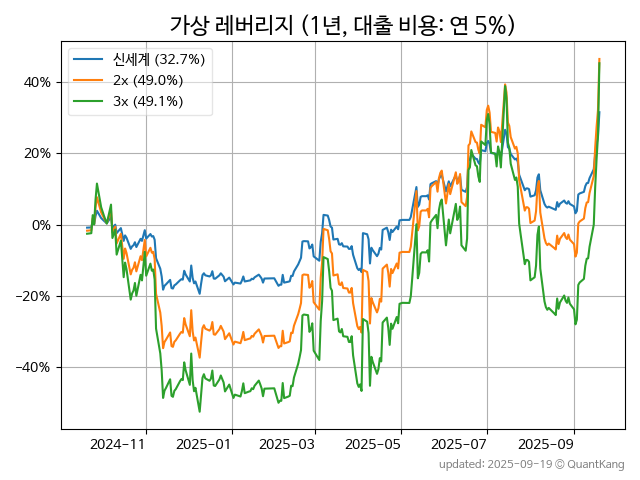 가상 레버리지 (1년, 대출 비용: 연 5%)
신세계 (32.7%)
2x (49.0%)
3x (49.1%)
40%
20%
0%
−20%
−40%
2024-11
2025-01
2025-03
2025-05
2025-07
2025-09
updated: 2025-09-19 © QuantKang